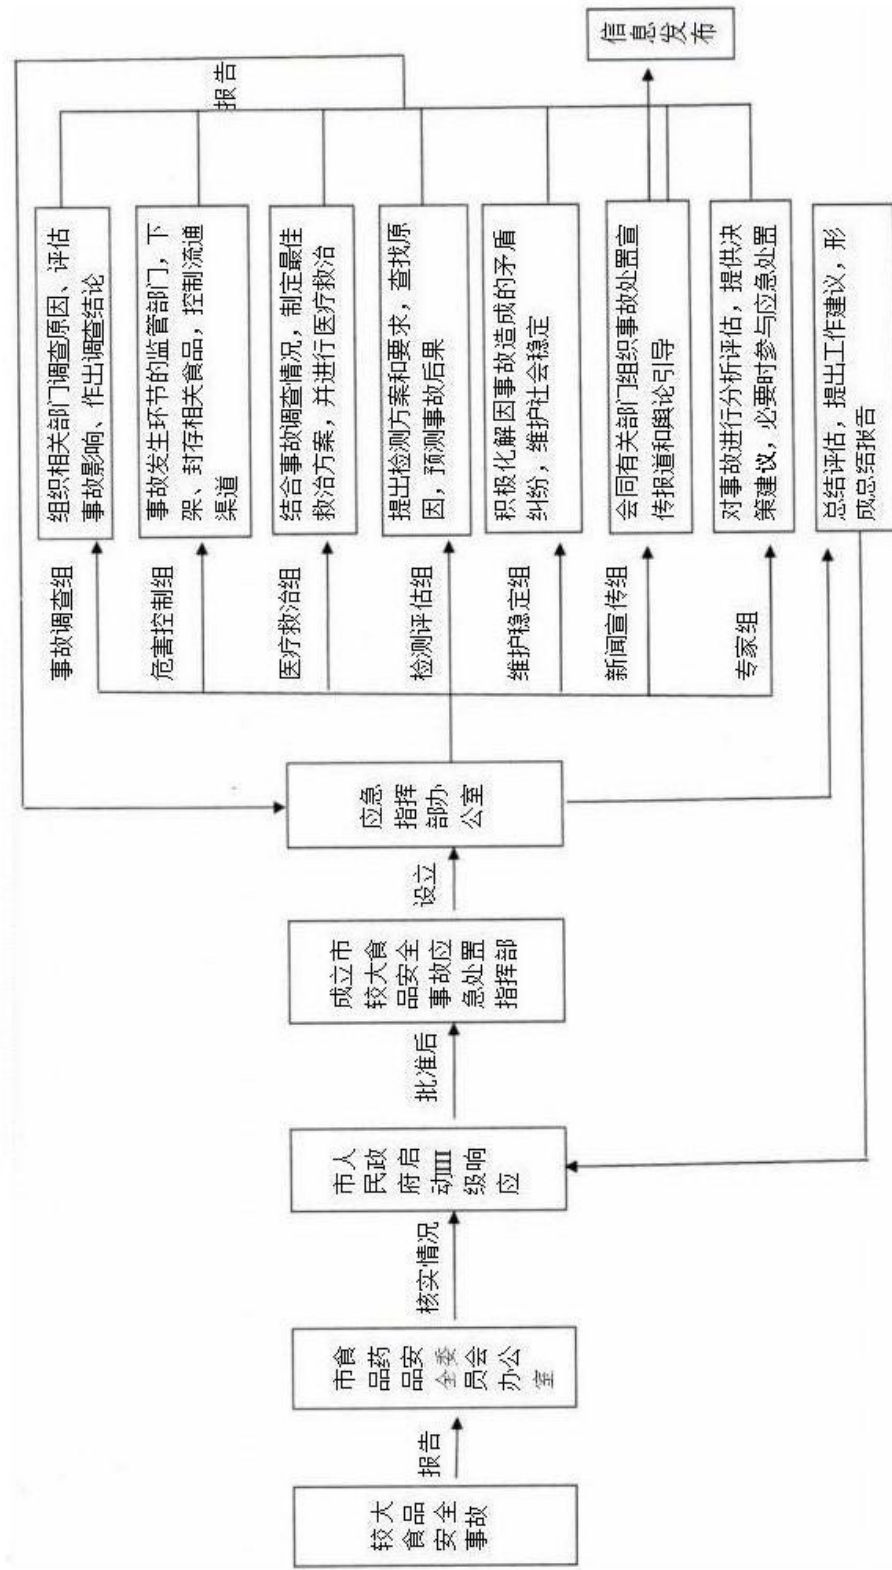 较大
食品
安全
事故
报告
市食
品药
品安
全委
员会
办公
室
核实情况
市人
民政
府启
动Ⅲ
级响
应
批准后
成立市
较大食
品安全
事故应
急处置
指挥部
设立
应急
指挥
部办
公室
事故调查组
组织相关部门调查原因、评估
事故影响、作出调查结论
危害控制组
事故发生环节的监管部门，下
架、封存相关食品，控制流通
渠道
医疗救治组
结合事故调查情况，制定最佳
救治方案，并进行医疗救治
检测评估组
提出检测方案和要求，查找原
因，预测事故后果
维护稳定组
积极化解因事故造成的矛盾
纠纷，维护社会稳定
新闻宣传组
会同有关部门组织事故处置宣
传报道和舆论引导
专家组
对事故进行分析评估，提供决
策建议，必要时参与应急处置
总结评估，提出工作建议，形
成总结报告
报告
信息
发布